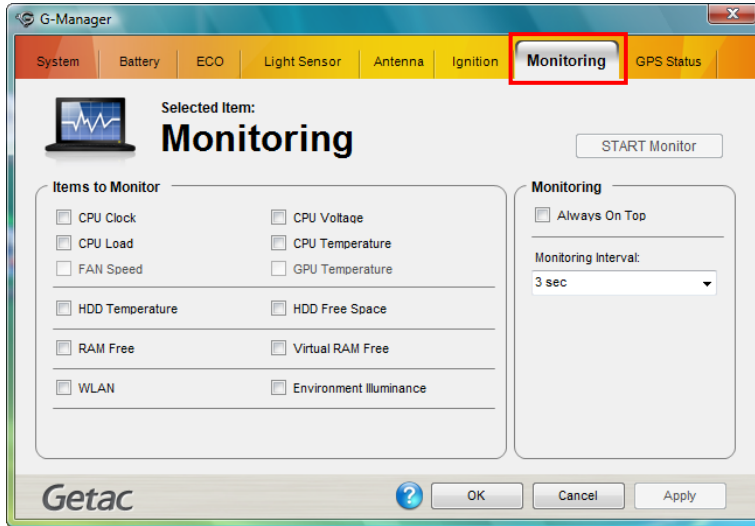 G-Manager
System Battery ECO Light Sensor Antenna Ignition Monitoring GPS Status
Selected Item:
Monitoring
START Monitor
Items to Monitor
CPU Clock CPU Voltage
CPU Load CPU Temperature
FAN Speed GPU Temperature
HDD Temperature HDD Free Space
RAM Free Virtual RAM Free
WLAN Environment Illuminance
Monitoring
Always On Top
Monitoring Interval:
3 sec
Getac ? OK Cancel Apply